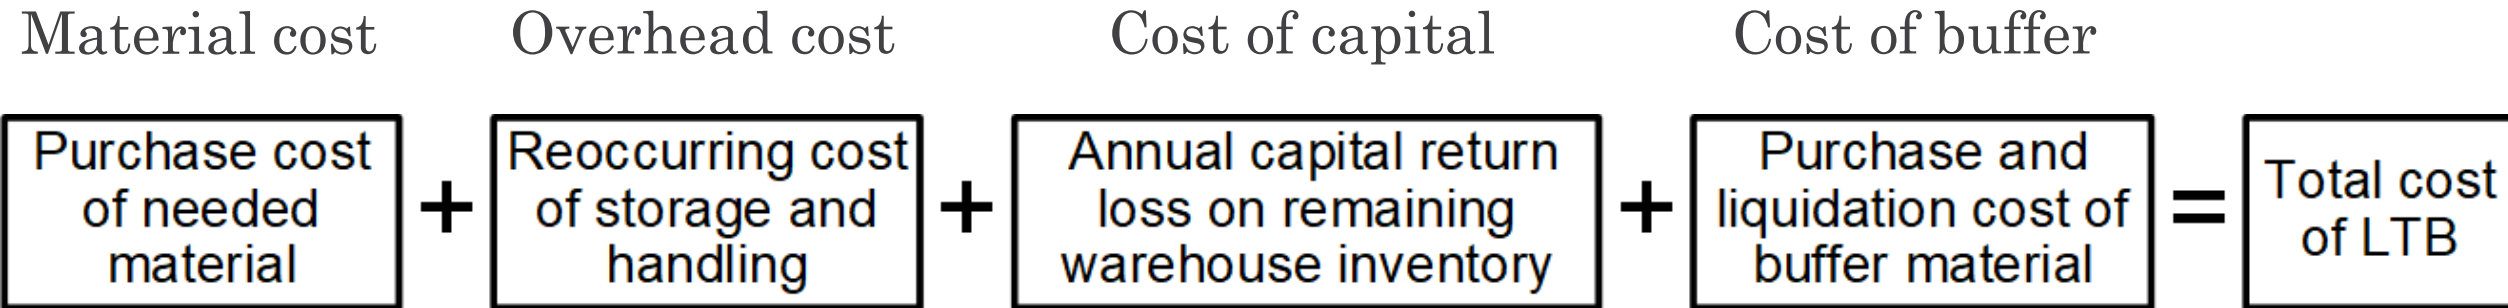 Material cost
Overhead cost
Cost of capital
Cost of buffer
Purchase cost
of needed
material
+
Reoccurring cost
of storage and
handling
+
Annual capital return
loss on remaining
warehouse inventory
+
Purchase and
liquidation cost of
buffer material
=
Total cost
of LTB